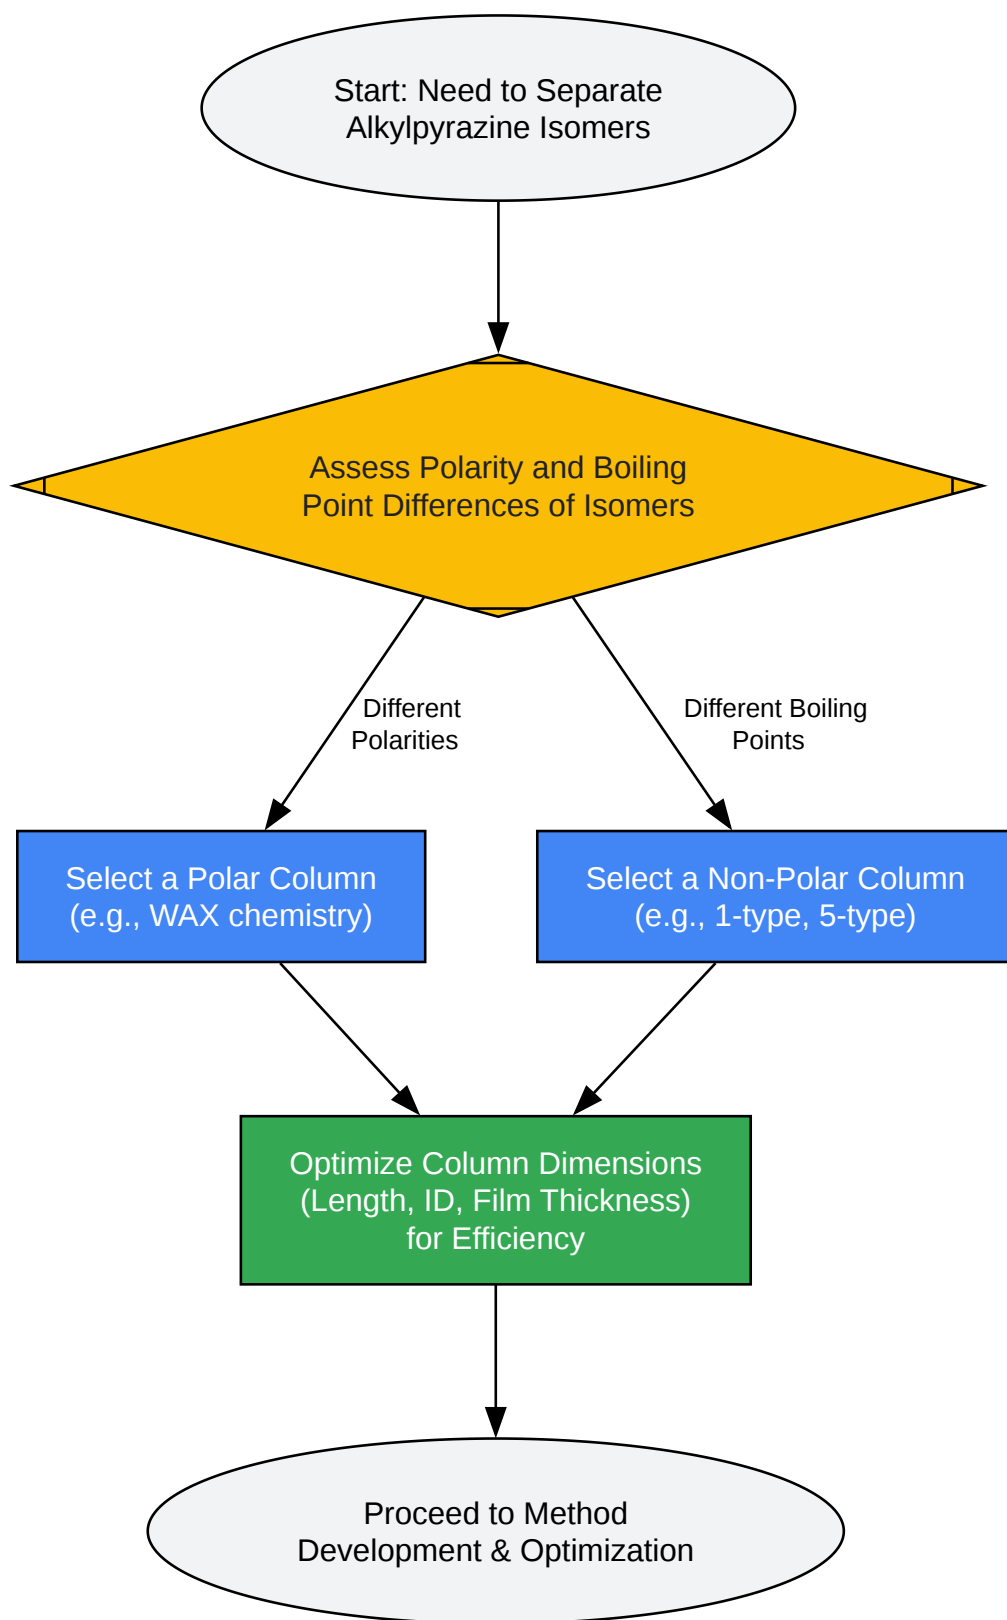 Start: Need to Separate
Alkylpyrazine Isomers
Assess Polarity and Boiling
Point Differences of Isomers
Different
Polarities
Different Boiling
Points
Select a Polar Column
(e.g., WAX chemistry)
Select a Non-Polar Column
(e.g., 1-type, 5-type)
Optimize Column Dimensions
(Length, ID, Film Thickness)
for Efficiency
Proceed to Method
Development & Optimization